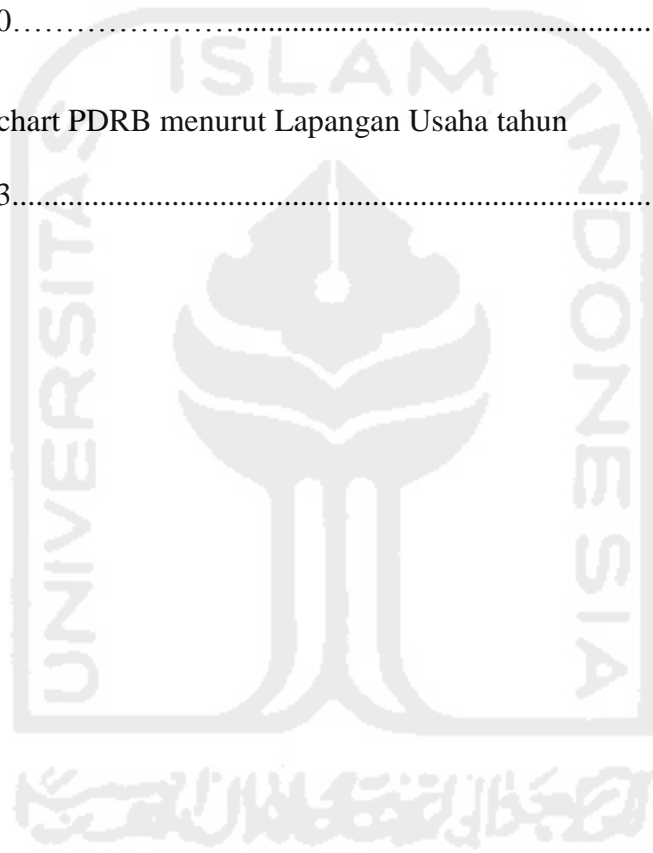 0……………………............................................................
chart PDRB menurut Lapangan Usaha tahun
3....................................................................................
ISLAM
UNIVERSITAS
INDONESIA